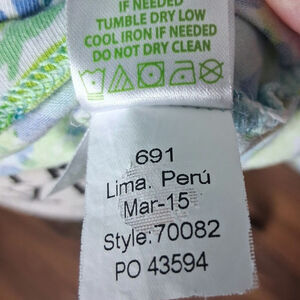 IF NEEDED
TUMBLE DRY LOW
COOL IRON IF NEEDED
DO NOT DRY CLEAN
691
Lima. Perú
Mar-15
Style:70082
PO 43594